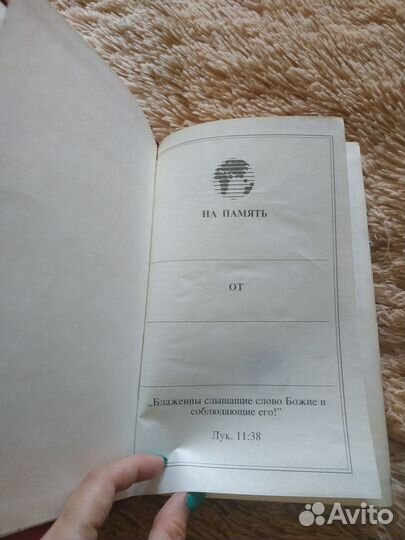 НА ПАМЯТЬ
ОТ
„Блаженны слышащие слово Божие и
соблюдающие его!"
Лук. 11:38
Avito